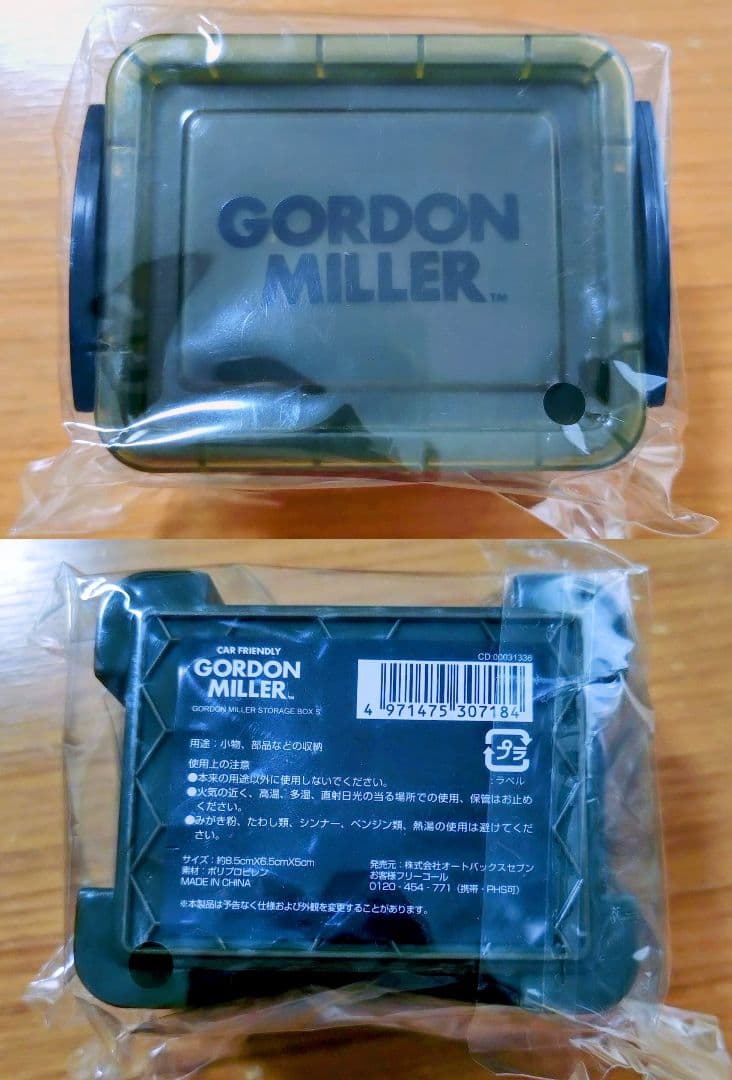 GORDON
MILLER™
CAR FRIENDLY
GORDON
MILLER™
GORDON MILLER STORAGE BOX S
CD 00031336
4 971475 307184
用途：小物、部品などの収納
プラ
：ラベル
使用上の注意
●本来の用途以外に使用しないでください。
●火気の近く、高温、多湿、直射日光の当る場所での使用、保管はお止め
ください。
●みがき粉、たわし類、シンナー、ベンジン類、熱湯の使用は避けてくだ
さい。
サイズ：約8.5cmX6.5cmX5cm
素材：ポリプロピレン
MADE IN CHINA
発売元：株式会社オートバックスセブン
お客様フリーコール
0120 - 454 - 771（携帯・PHS可）
※本製品は予告なく仕様および外観を変更することがあります。